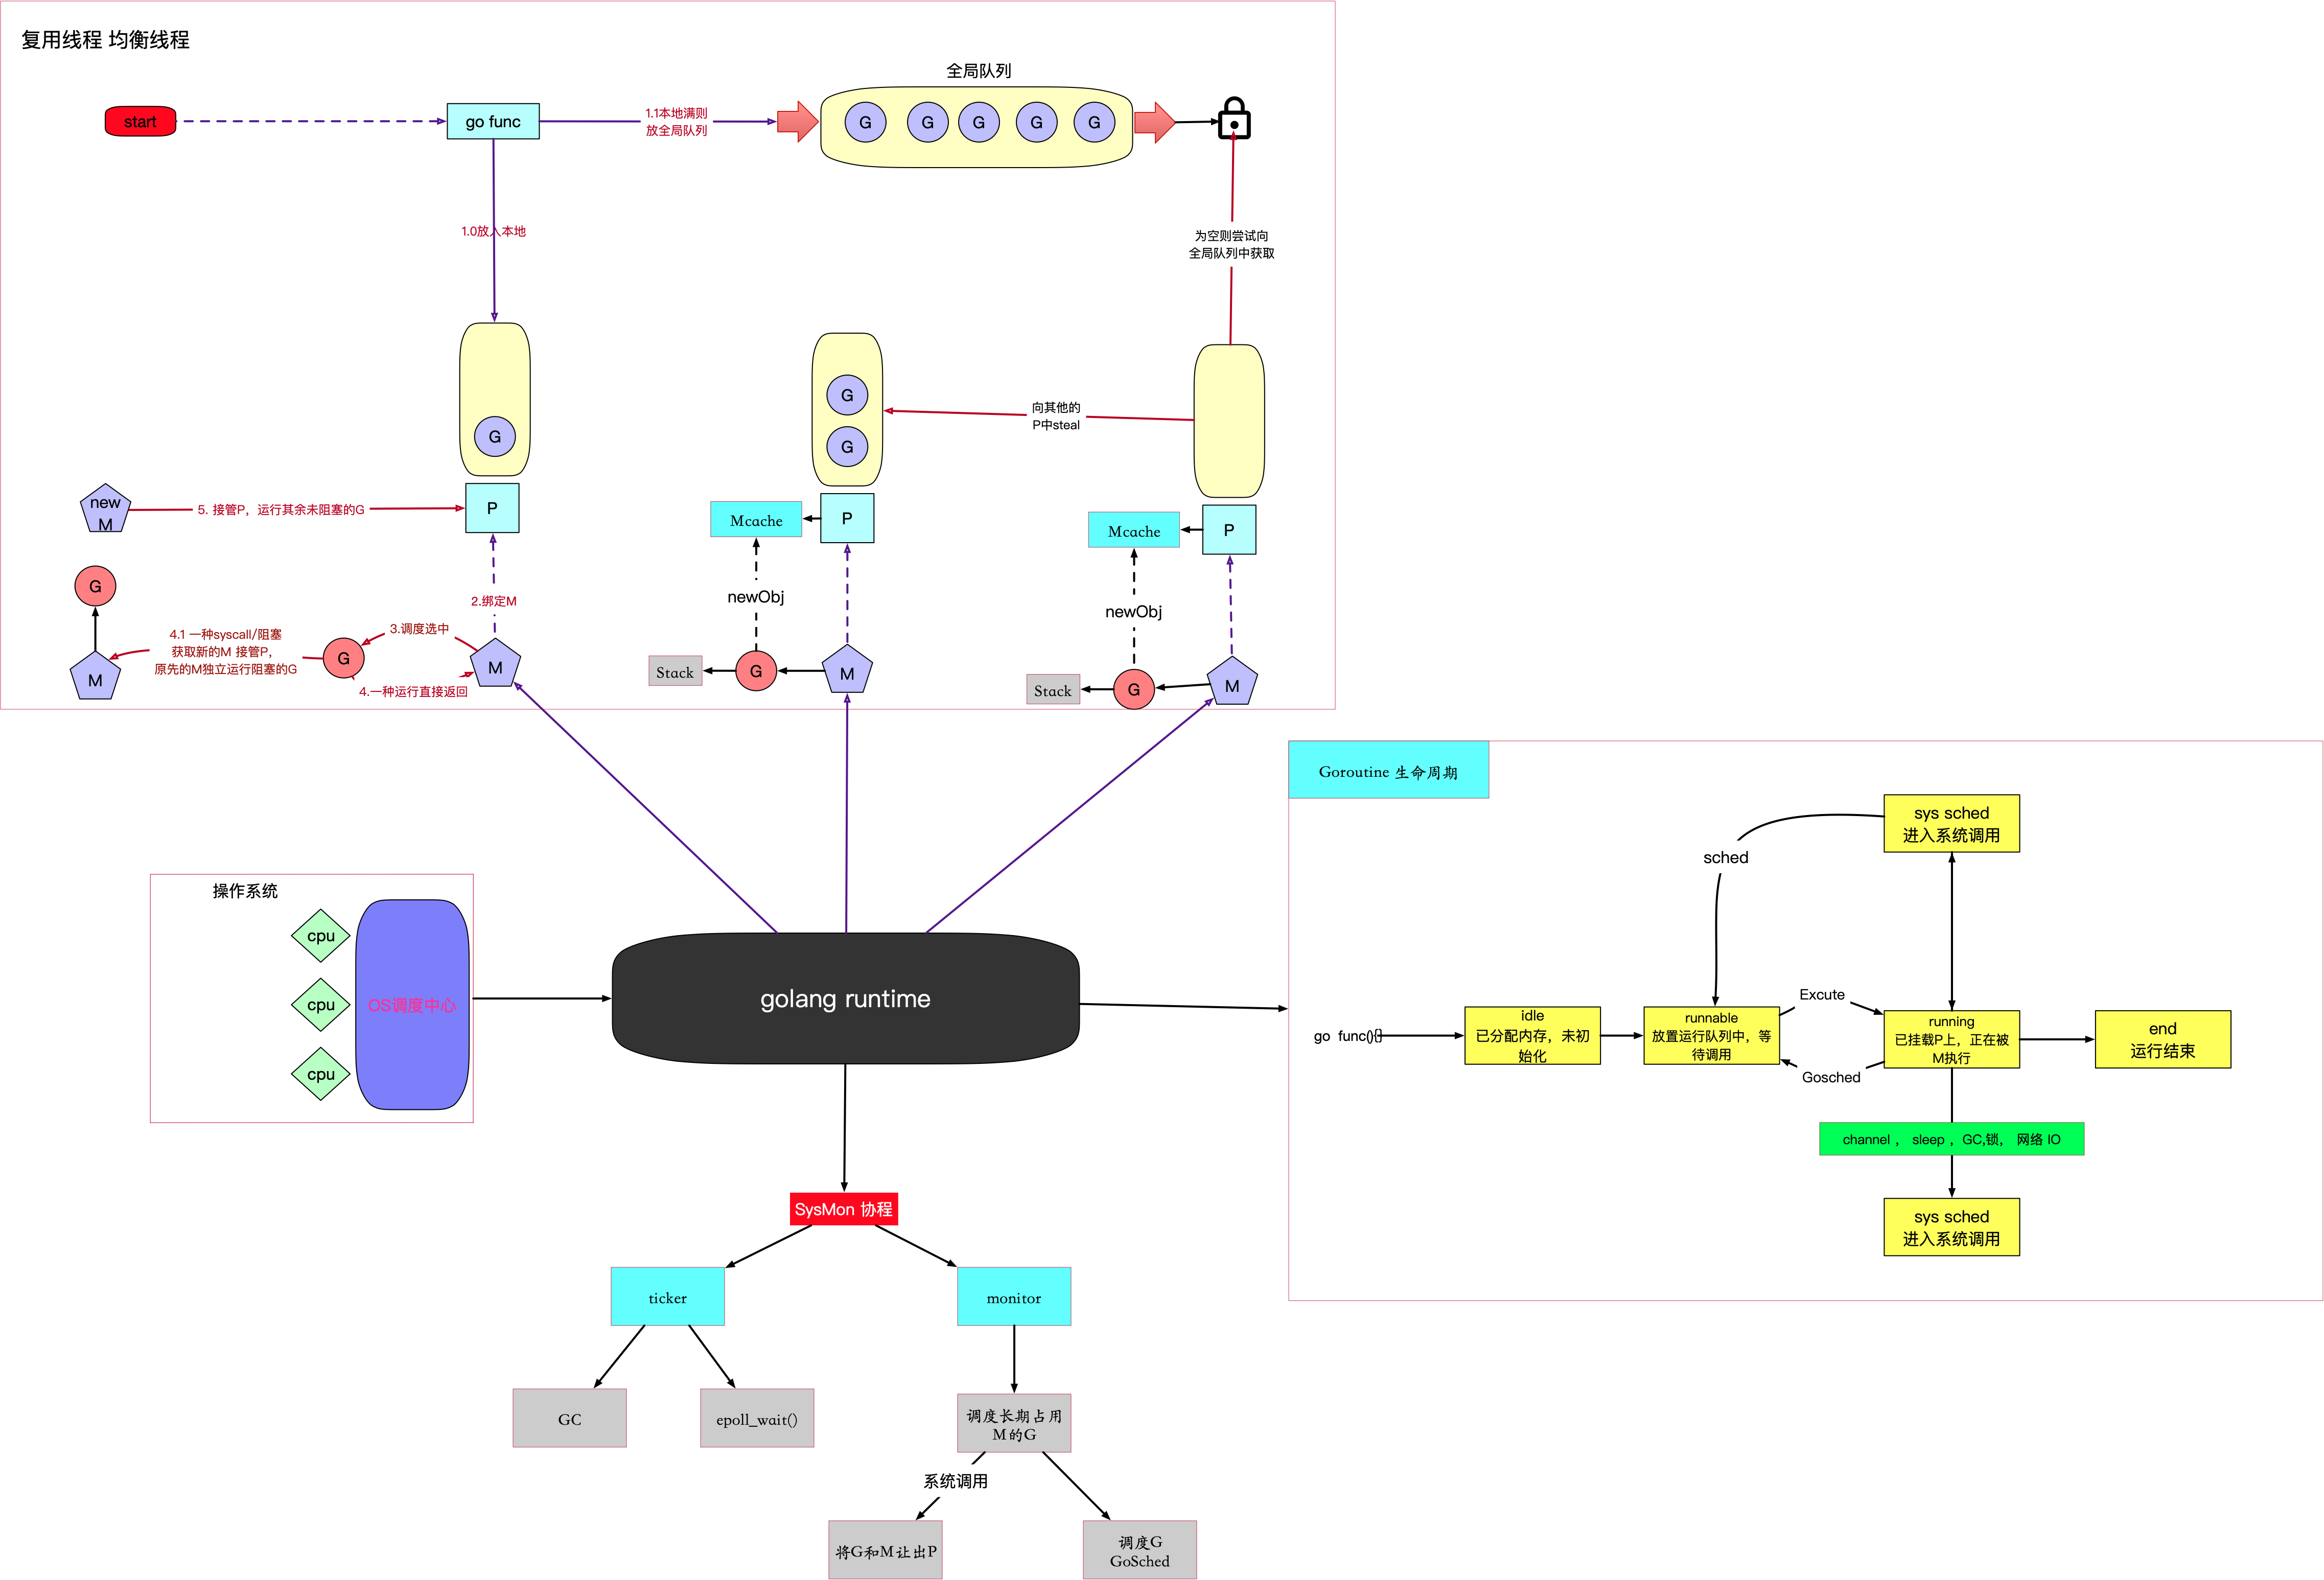 复用线程 均衡线程
全局队列
start
go func
1.1本地满则
放全局队列
G
G
G
G
G
1.0放入本地
为空则尝试向
全局队列中获取
G
G
G
向其他的
P中steal
new
M
5. 接管P，运行其余未阻塞的G
P
Mcache
P
Mcache
P
G
2.绑定M
newObj
newObj
4.1 一种syscall/阻塞
获取新的M 接管P，
原先的M独立运行阻塞的G
3.调度选中
G
M
M
4.一种运行直接返回
Stack
G
M
Stack
G
M
Goroutine 生命周期
sys sched
进入系统调用
sched
操作系统
cpu
cpu
cpu
OS调度中心
golang runtime
go func(){}
idle
已分配内存，未初
始化
runnable
放置运行队列中，等
待调用
Excute
Gosched
running
已挂载P上，正在被
M执行
end
运行结束
channel ， sleep ，GC,锁， 网络 IO
sys sched
进入系统调用
SysMon 协程
ticker
monitor
GC
epoll_wait()
调度长期占用
M的G
系统调用
将G和M让出P
调度G
GoSched